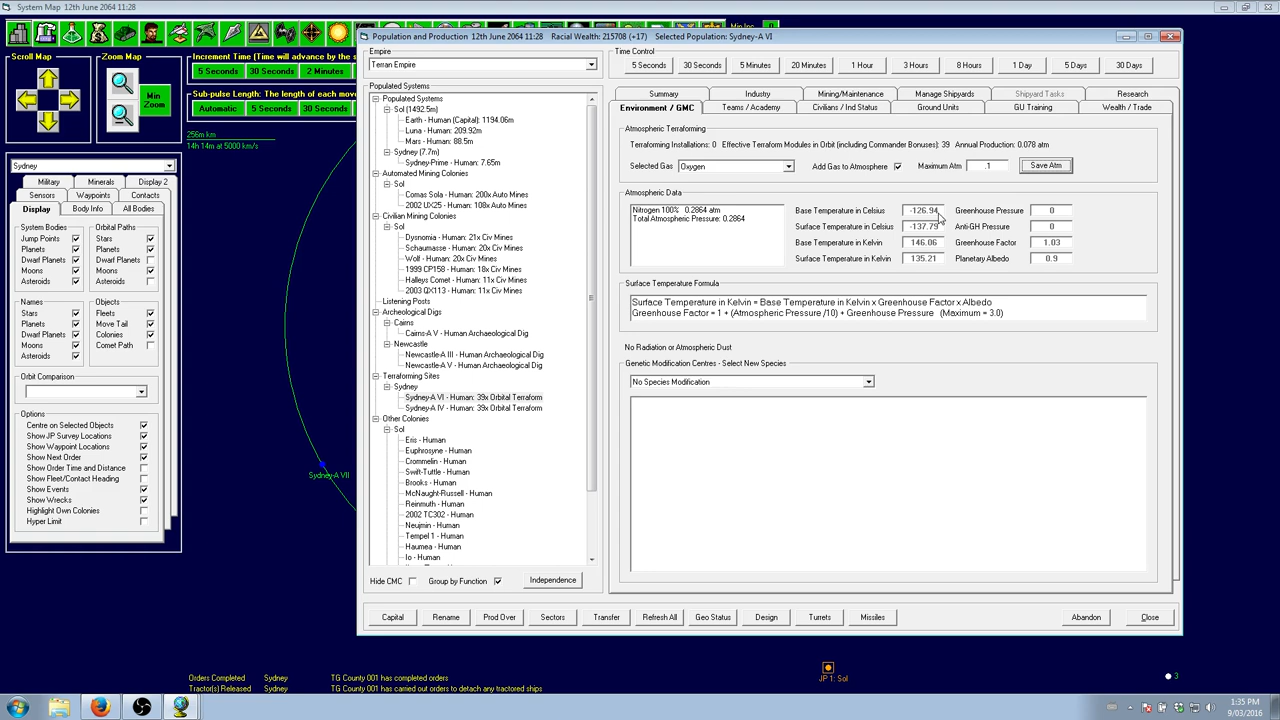 System Map 12th June 2064 11:28
Scroll Map
Zoom Map
Min Zoom
Increment Time (Time will advance by the s
5 Seconds
30 Seconds
2 Minutes
Sub-pulse Length: The length of each move
Automatic
5 Seconds
30 Seconds
256m km
14h 14m at 5000 km/s
Sydney
Military
Minerals
Display 2
Sensors
Waypoints
Contacts
Display
Body Info
All Bodies
System Bodies
Orbital Paths
Jump Points
Stars
Planets
Planets
Dwarf Planets
Dwarf Planets
Moons
Moons
Asteroids
Asteroids
Names
Objects
Stars
Fleets
Planets
Move Tail
Dwarf Planets
Colonies
Moons
Comet Path
Asteroids
Orbit Comparison
Options
Centre on Selected Objects
Show JP Survey Locations
Show Waypoint Locations
Show Next Order
Show Order Time and Distance
Show Fleet/Contact Heading
Show Events
Show Wrecks
Highlight Own Colonies
Hyper Limit
Sydney-A VII
Population and Production 12th June 2064 11:28 Racial Wealth: 215708 (+17) Selected Population: Sydney-A VI
Empire
Terran Empire
Populated Systems
Populated Systems
Sol (1492.5m)
Earth - Human (Capital): 1194.06m
Luna - Human: 209.92m
Mars - Human: 88.5m
Sydney (7.7m)
Sydney-Prime - Human: 7.65m
Automated Mining Colonies
Sol
Comas Sola - Human: 200x Auto Mines
2002 UX25 - Human: 108x Auto Mines
Civilian Mining Colonies
Sol
Dysnomia - Human: 21x Civ Mines
Schaumasse - Human: 20x Civ Mines
Wolf - Human: 20x Civ Mines
1999 CP158 - Human: 18x Civ Mines
Halleys Comet - Human: 11x Civ Mines
2003 QX113 - Human: 11x Civ Mines
Listening Posts
Archeological Digs
Cairns
Cairns-A V - Human Archaeological Dig
Newcastle
Newcastle-A III - Human Archaeological Dig
Newcastle-A V - Human Archaeological Dig
Terraforming Sites
Sydney
Sydney-A VI - Human: 39x Orbital Terraform
Sydney-A IV - Human: 39x Orbital Terraform
Other Colonies
Sol
Eris - Human
Euphrosyne - Human
Crommelin - Human
Swift-Tuttle - Human
Brooks - Human
McNaught-Russell - Human
Reinmuth - Human
2002 TC302 - Human
Neujmin - Human
Tempel 1 - Human
Haumea - Human
Io - Human
Hide CMC
Group by Function
Independence
Time Control
5 Seconds
30 Seconds
5 Minutes
20 Minutes
1 Hour
3 Hours
8 Hours
1 Day
5 Days
30 Days
Summary
Industry
Mining/Maintenance
Manage Shipyards
Shipyard Tasks
Research
Environment / GMC
Teams / Academy
Civilians / Ind Status
Ground Units
GU Training
Wealth / Trade
Atmospheric Terraforming
Terraforming Installations: 0 Effective Terraform Modules in Orbit (including Commander Bonuses): 39 Annual Production: 0.078 atm
Selected Gas
Oxygen
Add Gas to Atmosphere
Maximum Atm
.1
Save Atm
Atmospheric Data
Nitrogen 100% 0.2864 atm
Total Atmospheric Pressure: 0.2864
Base Temperature in Celsius
-126.94
Greenhouse Pressure
0
Surface Temperature in Celsius
-137.79
Anti-GH Pressure
0
Base Temperature in Kelvin
146.06
Greenhouse Factor
1.03
Surface Temperature in Kelvin
135.21
Planetary Albedo
0.9
Surface Temperature Formula
Surface Temperature in Kelvin = Base Temperature in Kelvin x Greenhouse Factor x Albedo
Greenhouse Factor = 1 + (Atmospheric Pressure /10) + Greenhouse Pressure (Maximum = 3.0)
No Radiation or Atmospheric Dust
Genetic Modification Centres - Select New Species
No Species Modification
Capital
Rename
Prod Over
Sectors
Transfer
Refresh All
Geo Status
Design
Turrets
Missiles
Abandon
Close
Orders Completed Sydney TG County 001 has completed orders
Tractor(s) Released Sydney TG County 001 has carried out orders to detach any tractored ships
JP 1: Sol
3
1:35 PM
9/03/2016